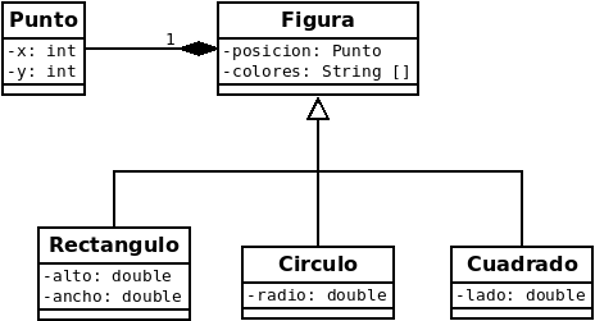 Punto
-x: int
-y: int
1
Figura
-posicion: Punto
-colores: String []
Rectangulo
-alto: double
-ancho: double
Circulo
-radio: double
Cuadrado
-lado: double